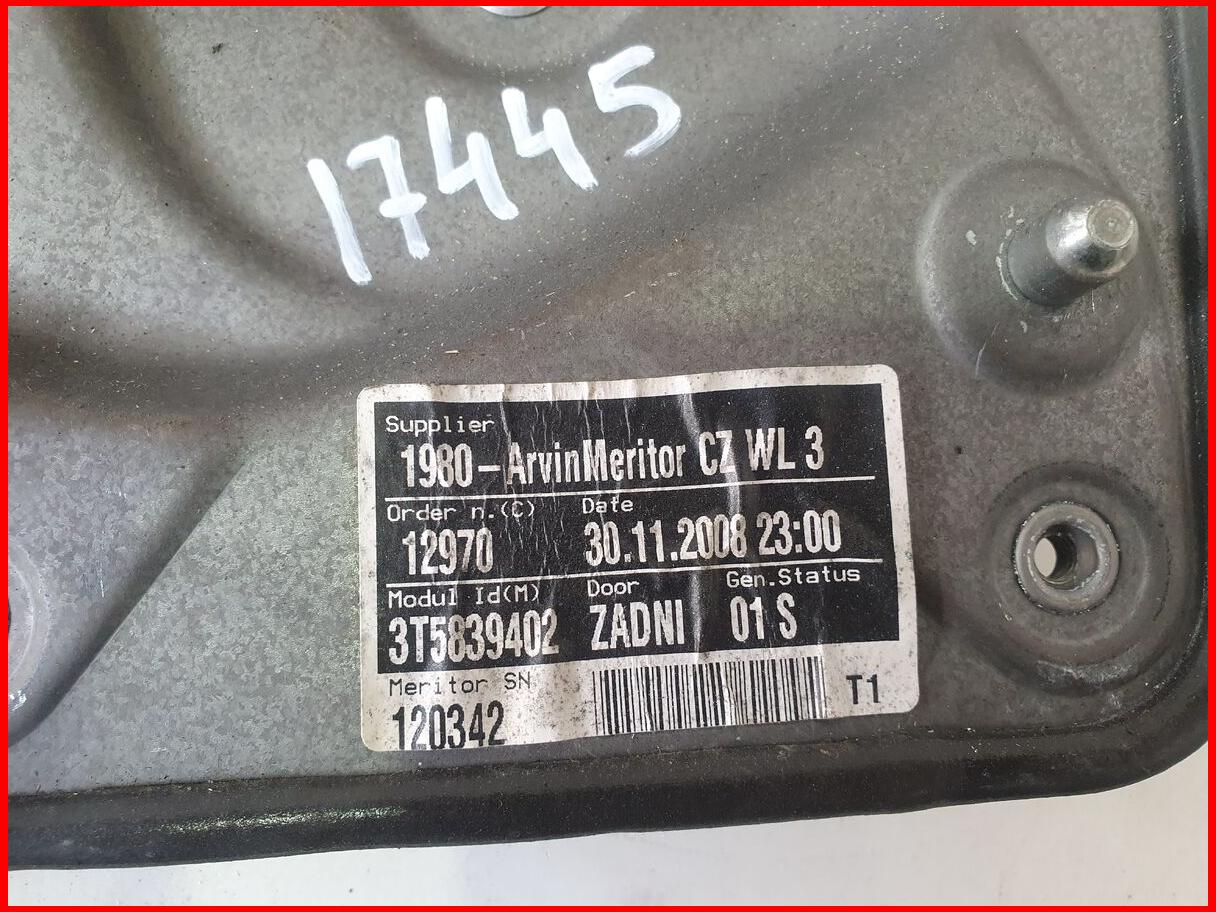 17445
Supplier
1980-ArvinMeritor CZ WL 3
Order n.(C) Date
12970 30.11.2008 23:00
Modul Id(M) Door Gen.Status
3T5839402 ZADNI 01 S
Meritor SN
120342 T1